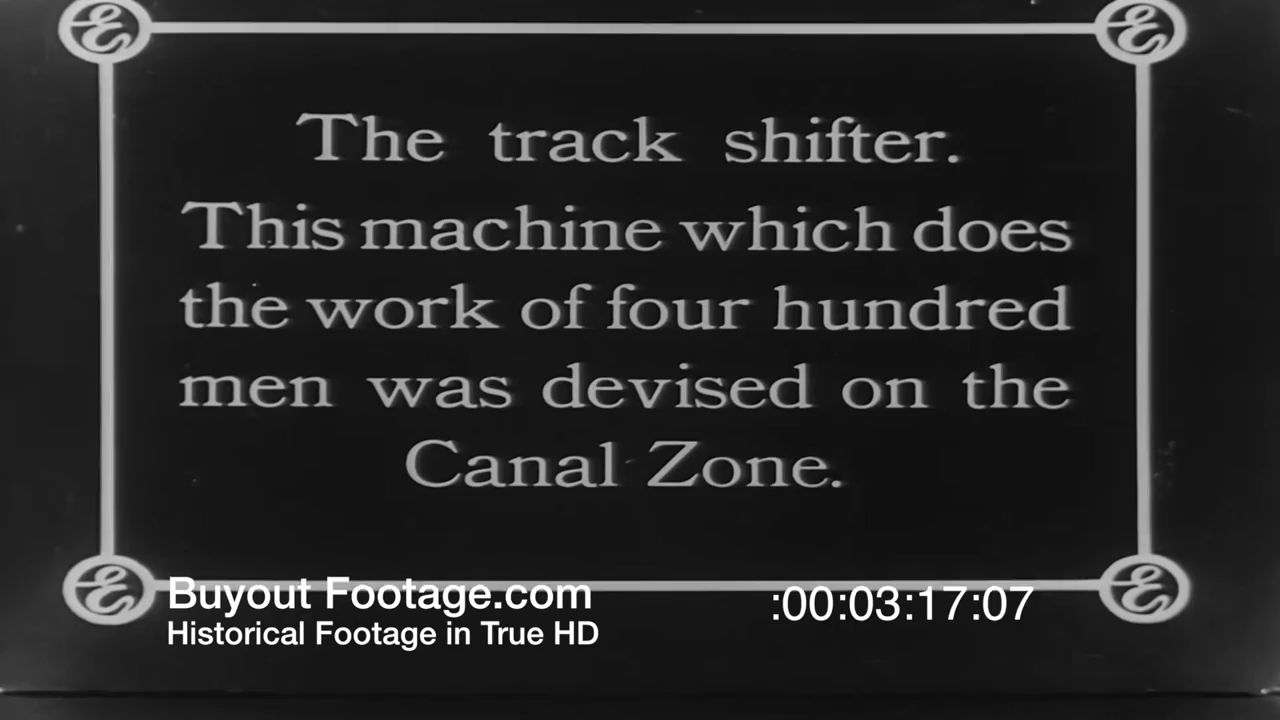 The track shifter.
This machine which does
the work of four hundred
men was devised on the
Canal Zone.
Buyout Footage.com
Historical Footage in True HD
:00:03:17:07